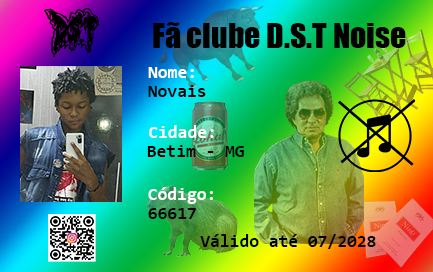 Fã clube D.S.T Noise
Nome:
Novais
Cidade:
Betim - MG
Código:
66617
Válido até 07/2028